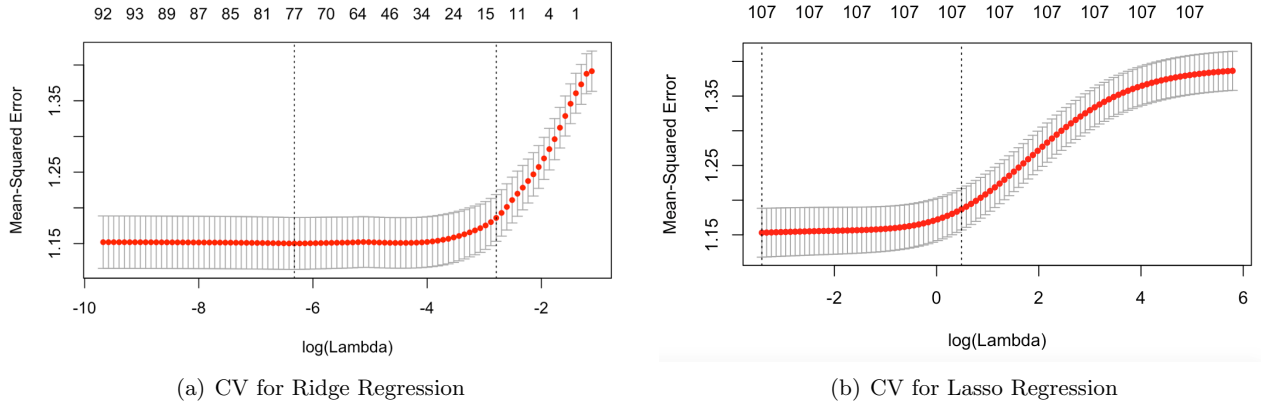 92 93 89 87 85 81 77 70 64 46 34 24 15 11 4 1
Mean-Squared Error
1.15 1.25 1.35
-10 -8 -6 -4 -2
log(Lambda)
(a) CV for Ridge Regression
107 107 107 107 107 107 107 107 107 107
Mean-Squared Error
1.15 1.25 1.35
-2 0 2 4 6
log(Lambda)
(b) CV for Lasso Regression